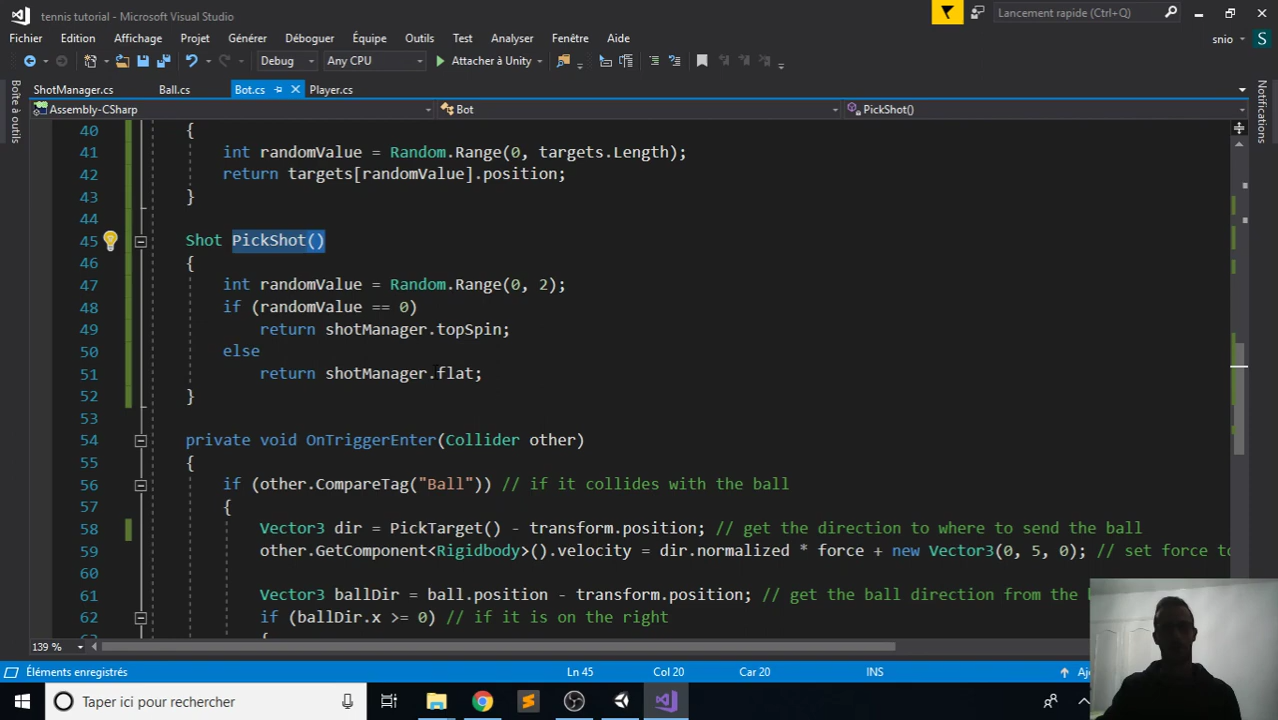 tennis tutorial - Microsoft Visual Studio
Lancement rapide (Ctrl+Q)
Fichier Edition Affichage Projet Générer Déboguer Équipe Outils Test Analyser Fenêtre Aide
snio S
Debug Any CPU Attacher à Unity
ShotManager.cs Ball.cs Bot.cs Player.cs
Boîte à outils
Notifications
Assembly-CSharp Bot PickShot()
40 {
41 int randomValue = Random.Range(0, targets.Length);
42 return targets[randomValue].position;
43 }
44
45 Shot PickShot()
46 {
47 int randomValue = Random.Range(0, 2);
48 if (randomValue == 0)
49 return shotManager.topSpin;
50 else
51 return shotManager.flat;
52 }
53
54 private void OnTriggerEnter(Collider other)
55 {
56 if (other.CompareTag("Ball")) // if it collides with the ball
57 {
58 Vector3 dir = PickTarget() - transform.position; // get the direction to where to send the ball
59 other.GetComponent<Rigidbody>().velocity = dir.normalized * force + new Vector3(0, 5, 0); // set force to
60
61 Vector3 ballDir = ball.position - transform.position; // get the ball direction from the
62 if (ballDir.x >= 0) // if it is on the right
{
139 %
Éléments enregistrés Ln 45 Col 20 Car 20 INS
Taper ici pour rechercher